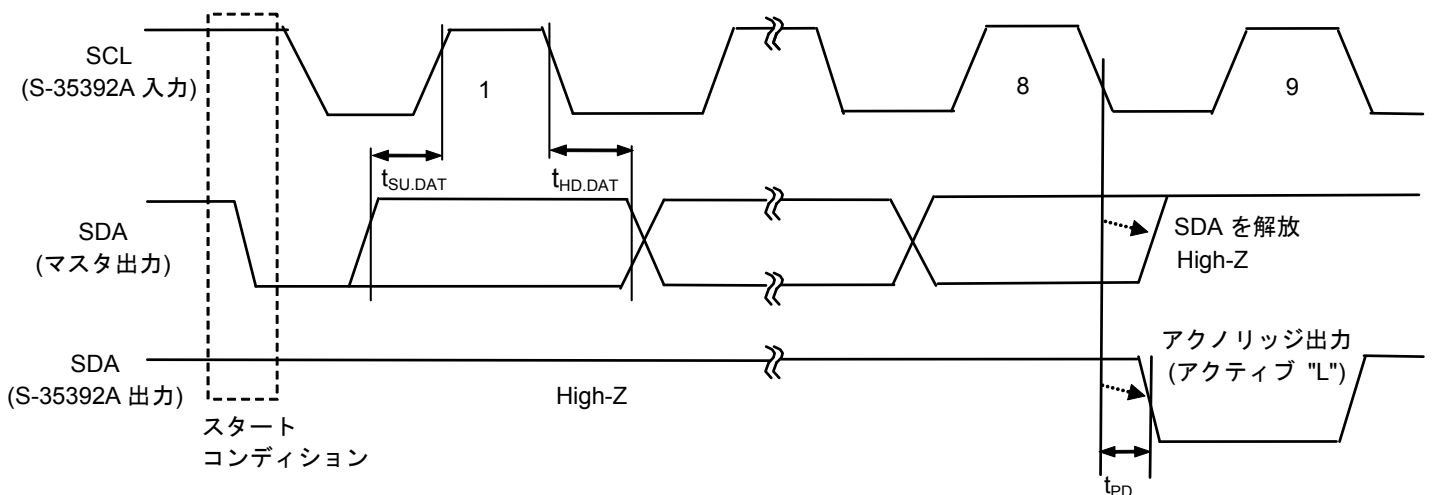 SCL
(S-35392A 入力)
1
8
9
tSU.DAT
tHD.DAT
SDA
(マスタ出力)
SDA を解放
High-Z
SDA
(S-35392A 出力)
High-Z
アクノリッジ出力
(アクティブ "L")
スタート
コンディション
tPD